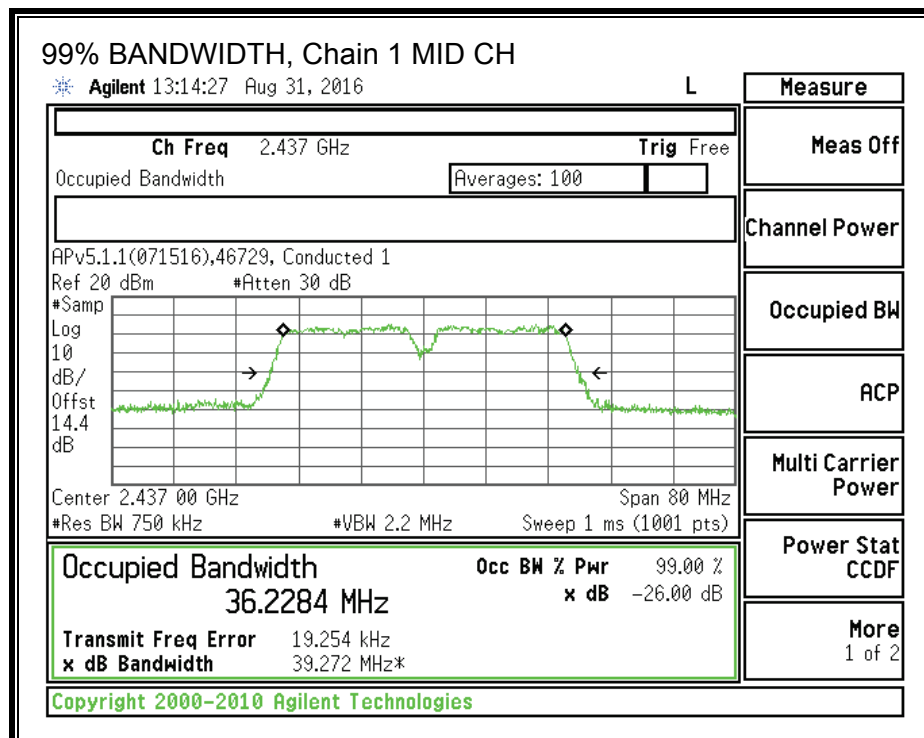 99% BANDWIDTH, Chain 1 MID CH
Agilent 13:14:27 Aug 31, 2016 L
Measure
Ch Freq 2.437 GHz Trig Free
Meas Off
Occupied Bandwidth Averages: 100
Channel Power
APv5.1.1(071516),46729, Conducted 1
Ref 20 dBm #Atten 30 dB
#Samp
Log
10
dB/
Offst
14.4
dB
Occupied BW
ACP
Multi Carrier
Power
Center 2.437 00 GHz Span 80 MHz
#Res BW 750 kHz #VBW 2.2 MHz Sweep 1 ms (1001 pts)
Power Stat
CCDF
Occupied Bandwidth Occ BW % Pwr 99.00 %
36.2284 MHz x dB -26.00 dB
Transmit Freq Error 19.254 kHz
x dB Bandwidth 39.272 MHz*
More
1 of 2
Copyright 2000-2010 Agilent Technologies